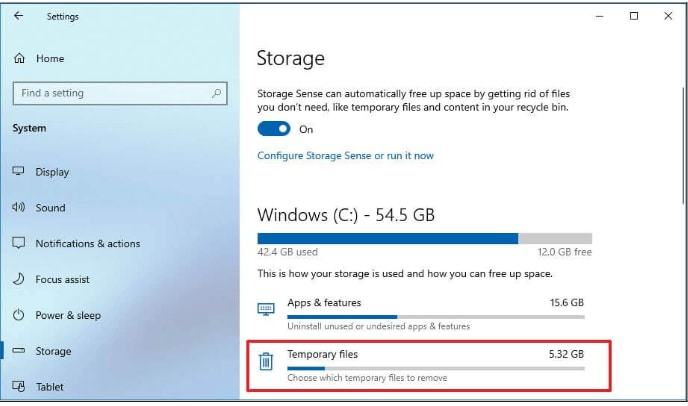 Settings
Home
Find a setting
System
Display
Sound
Notifications & actions
Focus assist
Power & sleep
Storage
Tablet
Storage
Storage Sense can automatically free up space by getting rid of files
you don't need, like temporary files and content in your recycle bin.
On
Configure Storage Sense or run it now
Windows (C:) - 54.5 GB
42.4 GB used 12.0 GB free
This is how your storage is used and how you can free up space.
Apps & features 15.6 GB
Uninstall unused or undesired apps & features
Temporary files 5.32 GB
Choose which temporary files to remove